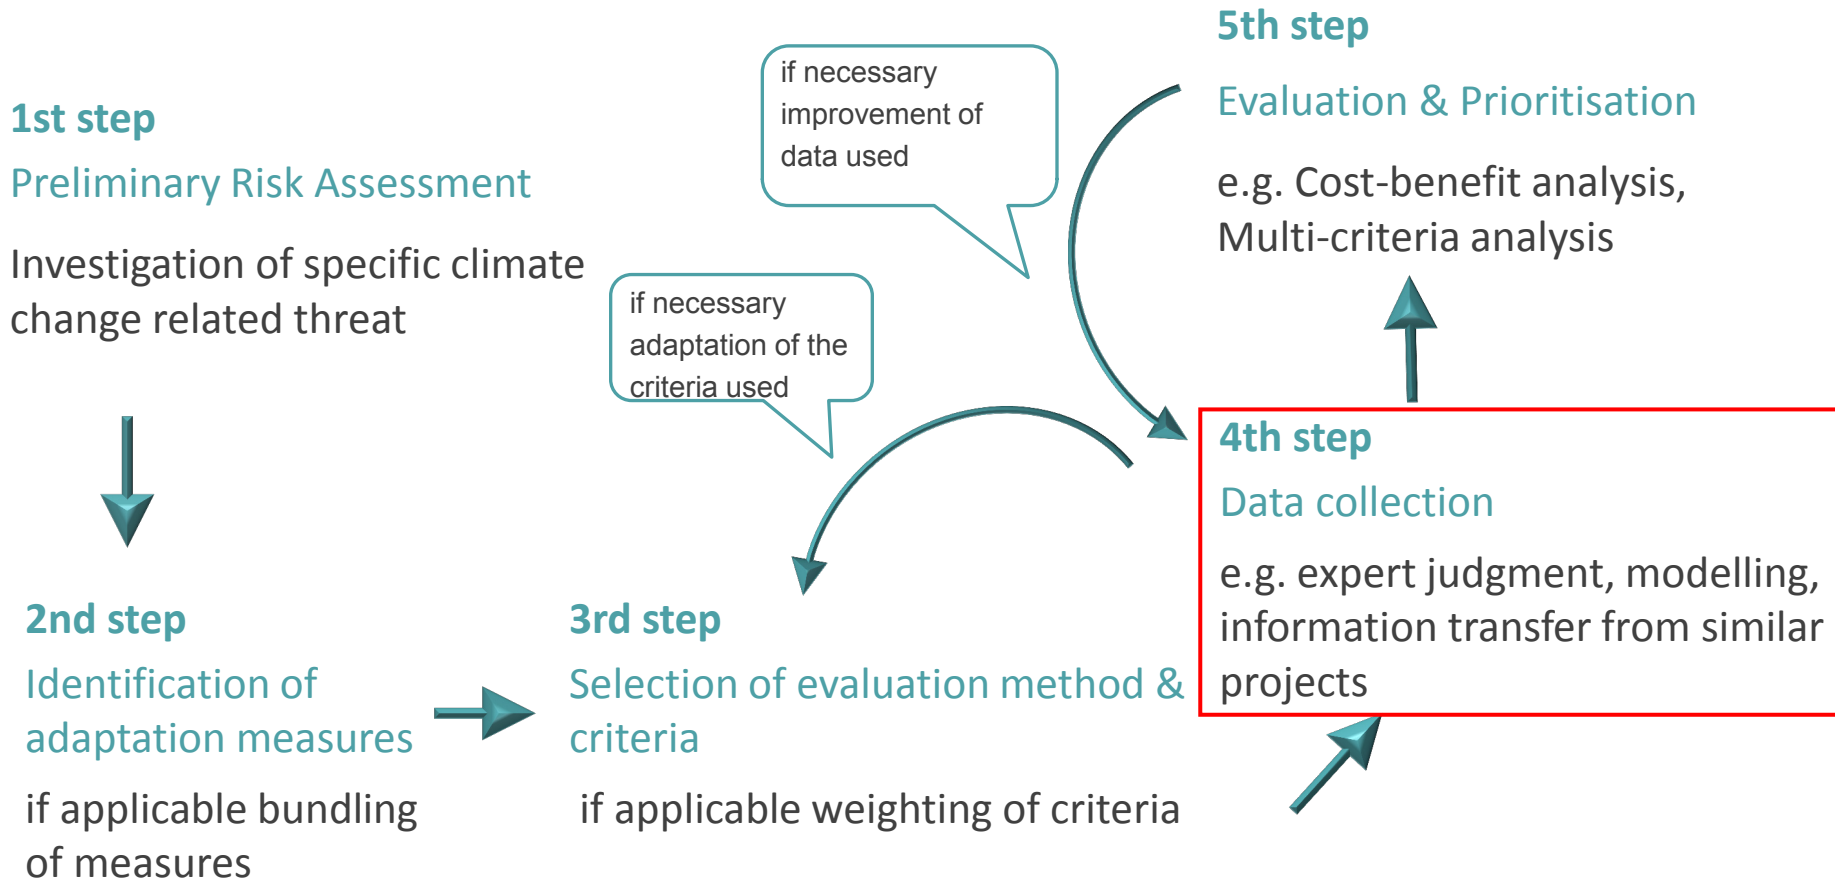 1st step
Preliminary Risk Assessment
Investigation of specific climate
change related threat
2nd step
Identification of
adaptation measures
if applicable bundling
of measures
3rd step
Selection of evaluation method &
criteria
if applicable weighting of criteria
if necessary
adaptation of the
criteria used
if necessary
improvement of
data used
4th step
Data collection
e.g. expert judgment, modelling,
information transfer from similar
projects
5th step
Evaluation & Prioritisation
e.g. Cost-benefit analysis,
Multi-criteria analysis